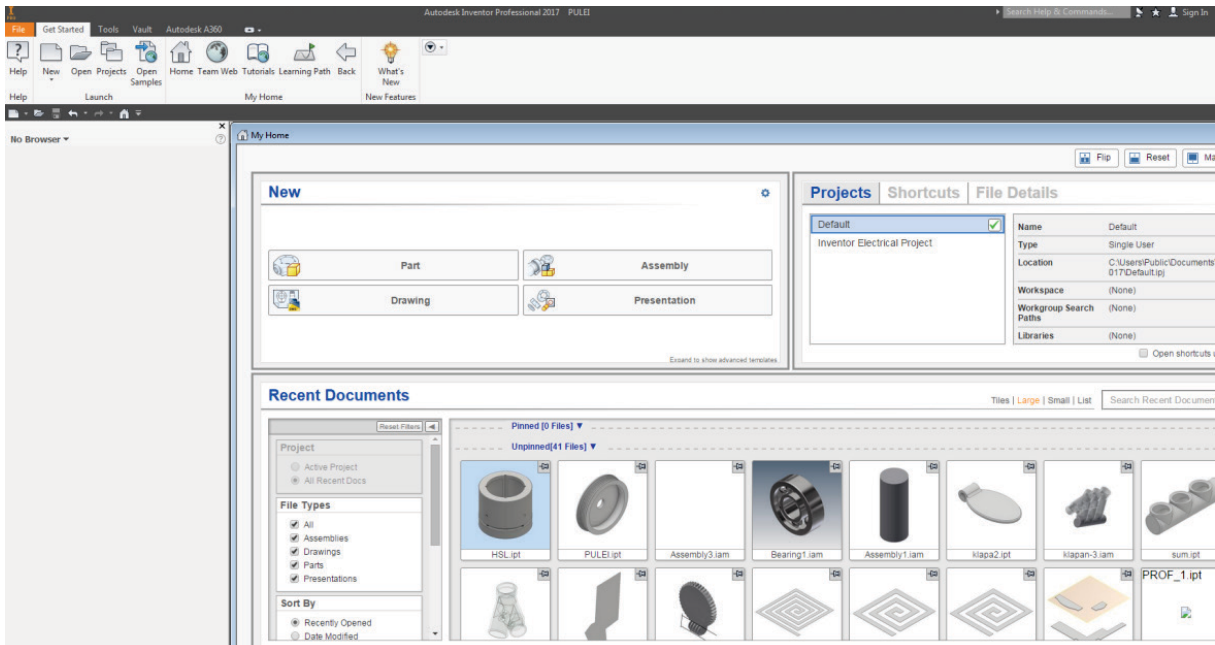 Autodesk Inventor Professional 2017 PULEI
Search Help & Commands...
Sign In
File Get Started Tools Vault Autodesk A360
Help New Open Projects Open Samples Home Team Web Tutorials Learning Path Back What's New
Help Launch My Home New Features
No Browser
My Home
Flip Reset Ma
New
Part Assembly
Drawing Presentation
Expand to show advanced templates
Projects Shortcuts File Details
Default
Inventor Electrical Project
Name Default
Type Single User
Location C:\Users\Public\Documents\
017\Default.ipj
Workspace (None)
Workgroup Search Paths (None)
Libraries (None)
Open shortcuts
Recent Documents
Tiles | Large | Small | List
Search Recent Documen
Reset Filters
Project
Active Project
All Recent Docs
File Types
All
Assemblies
Drawings
Parts
Presentations
Sort By
Recently Opened
Date Modified
Pinned [0 Files]
Unpinned[41 Files]
HSL.ipt PULEI.ipt Assembly3.iam Bearing1.iam Assembly1.iam klapa2.ipt klapan-3.iam sum.ipt
PROF_1.ipt